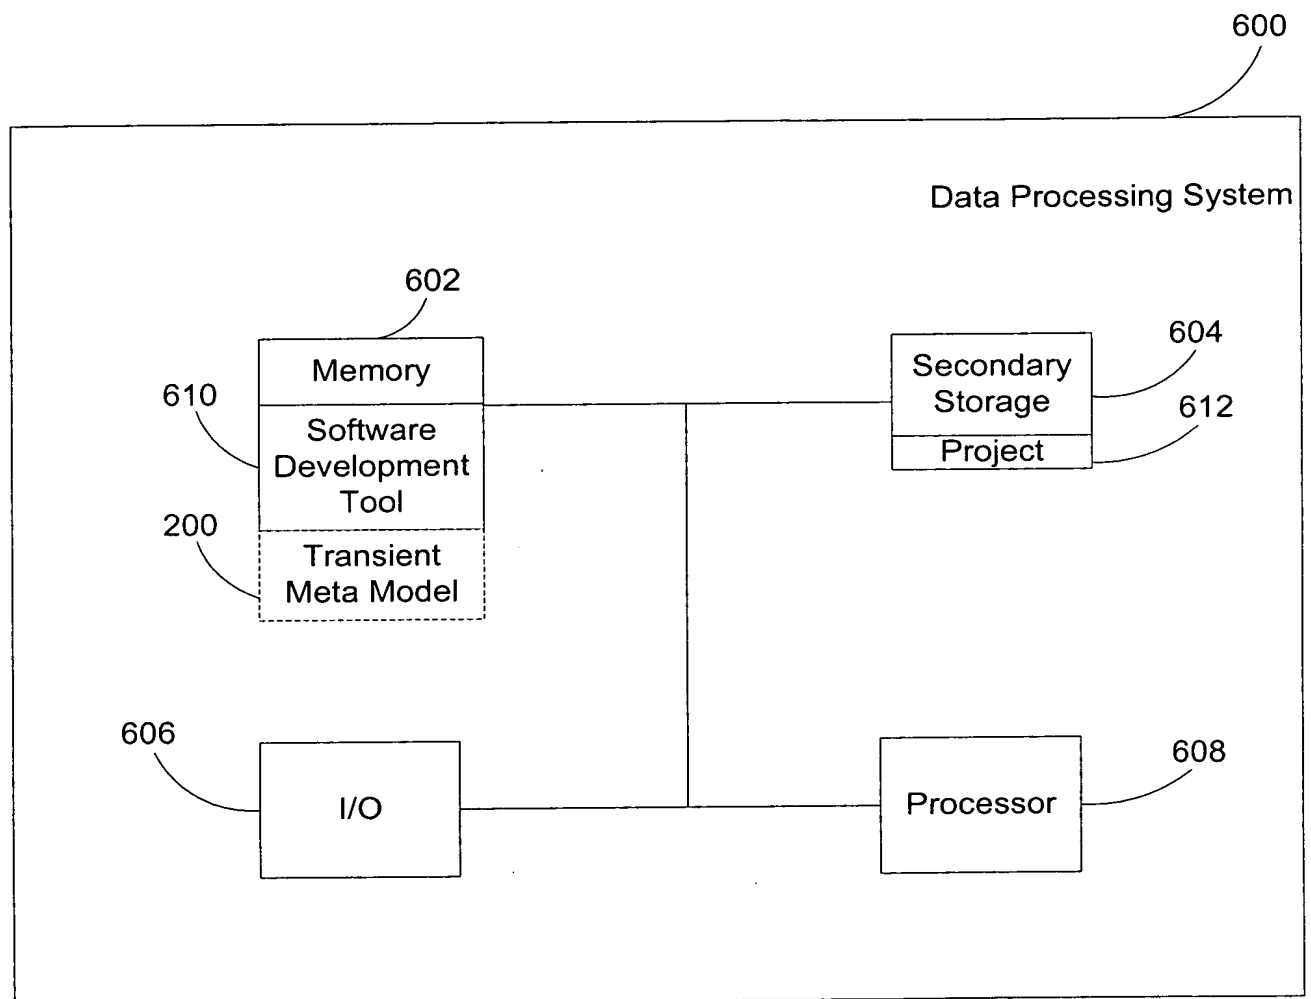 600
Data Processing System
602
Memory
610
Software
Development
Tool
200
Transient
Meta Model
604
Secondary
Storage
612
Project
606
I/O
608
Processor